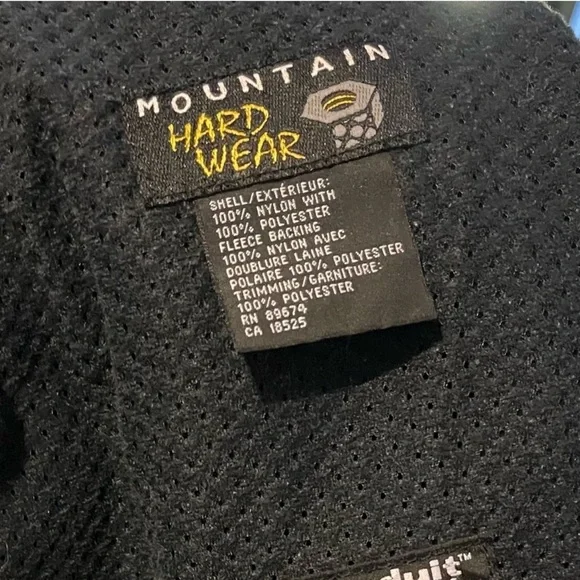 MOUNTAIN
HARD
WEAR
SHELL/EXTÉRIEUR:
100% NYLON WITH
100% POLYESTER
FLEECE BACKING
100% NYLON AVEC
DOUBLURE LAINE
POLAIRE 100% POLYESTER
TRIMMING/GARNITURE:
100% POLYESTER
RN 89674
CA 18525
duit™